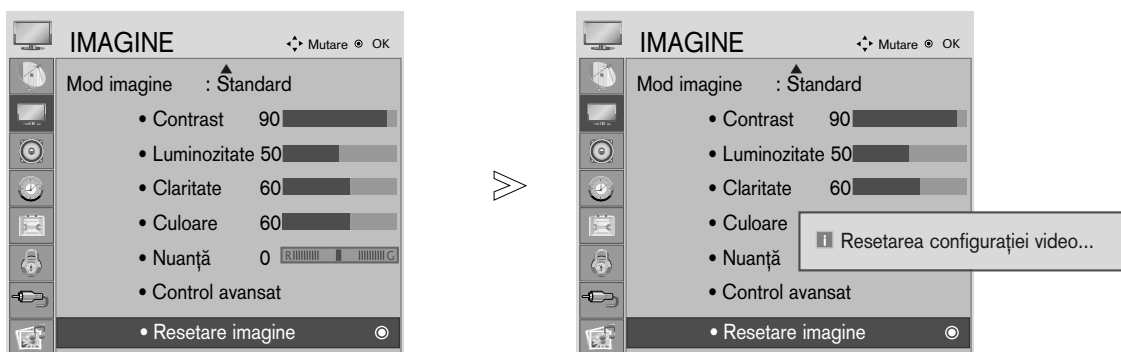 IMAGINE Mutare OK
Mod imagine : Standard
• Contrast 90
• Luminozitate 50
• Claritate 60
• Culoare 60
• Nuanță 0 R G
• Control avansat
• Resetare imagine
IMAGINE Mutare OK
Mod imagine : Standard
• Contrast 90
• Luminozitate 50
• Claritate 60
• Culoare
• Nuanță
i Resetarea configurației video...
• Control avansat
• Resetare imagine